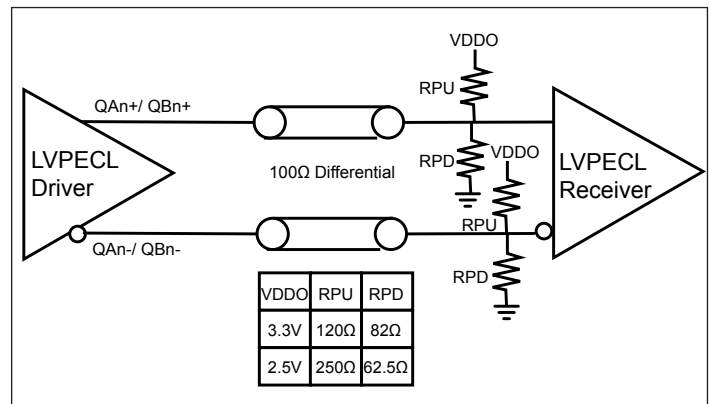 VDDO
RPU
QAn+/ QBn+
LVPECL
Driver
100Ω Differential
RPD
VDDO
LVPECL
Receiver
RPU
QAn-/ QBn-
RPD
VDDO RPU RPD
3.3V 120Ω 82Ω
2.5V 250Ω 62.5Ω